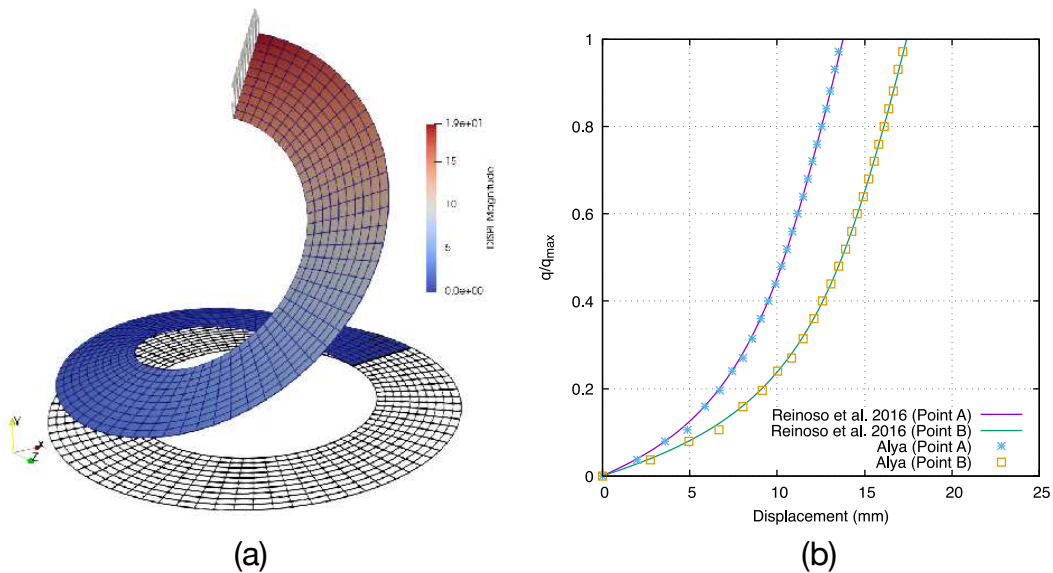 1.9e+01
15
10
5
0.0e+00
DISPL Magnitude
Y
X
Z
(a)
1
0.8
0.6
0.4
0.2
0
q/qmax
Reinoso et al. 2016 (Point A)
Reinoso et al. 2016 (Point B)
Alya (Point A)
Alya (Point B)
0 5 10 15 20 25
Displacement (mm)
(b)